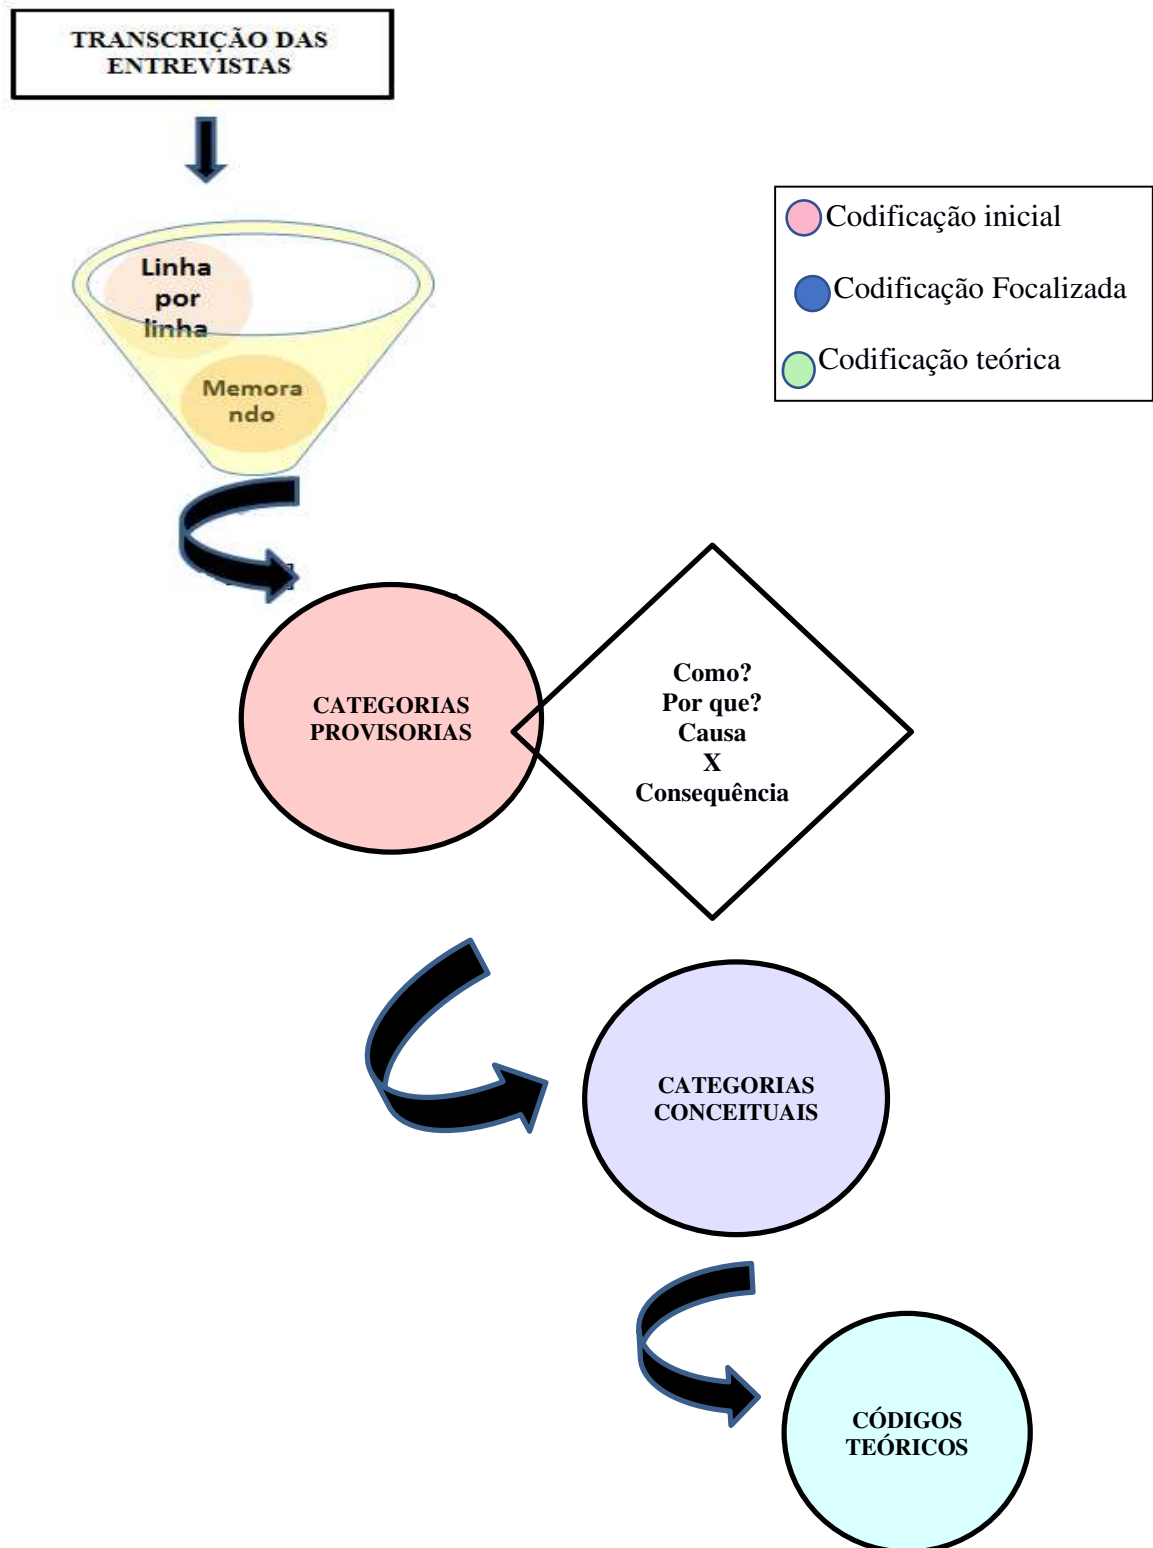 TRANSCRIÇÃO DAS
ENTREVISTAS
Linha
por
linha
Memora
ndo
Codificação inicial
Codificação Focalizada
Codificação teórica
CATEGORIAS
PROVISORIAS
Como?
Por que?
Causa
X
Consequência
CATEGORIAS
CONCEITUAIS
CÓDIGOS
TEÓRICOS